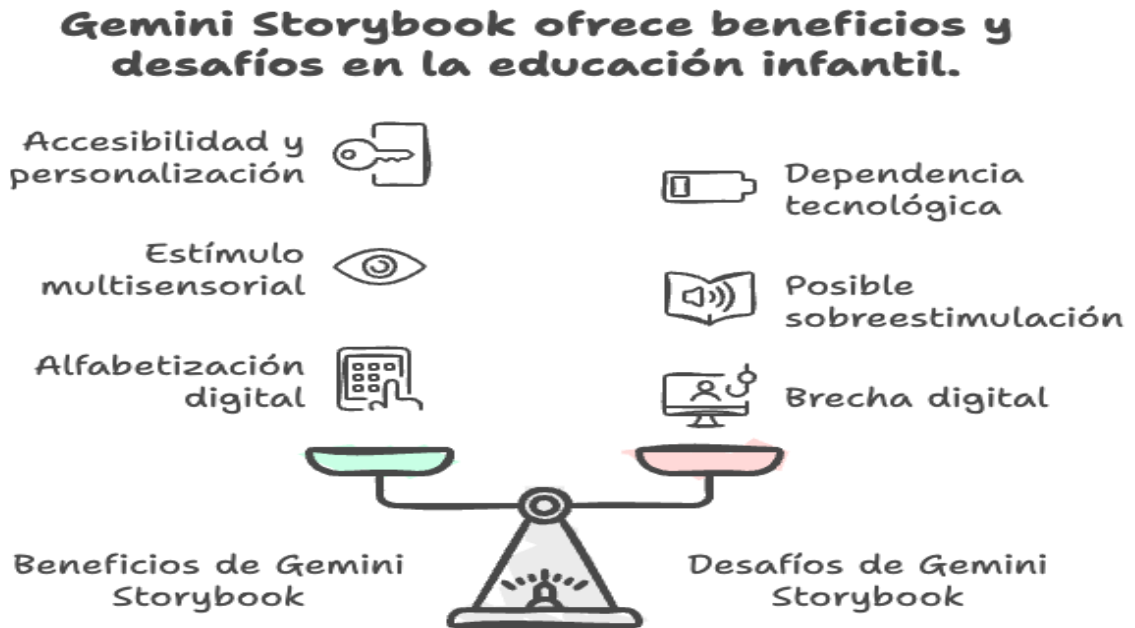 Gemini Storybook ofrece beneficios y
desafíos en la educación infantil.
Accesibilidad y
personalización
Estímulo
multisensorial
Alfabetización
digital
Dependencia
tecnológica
Posible
sobreestimulación
Brecha digital
Beneficios de Gemini
Storybook
Desafíos de Gemini
Storybook